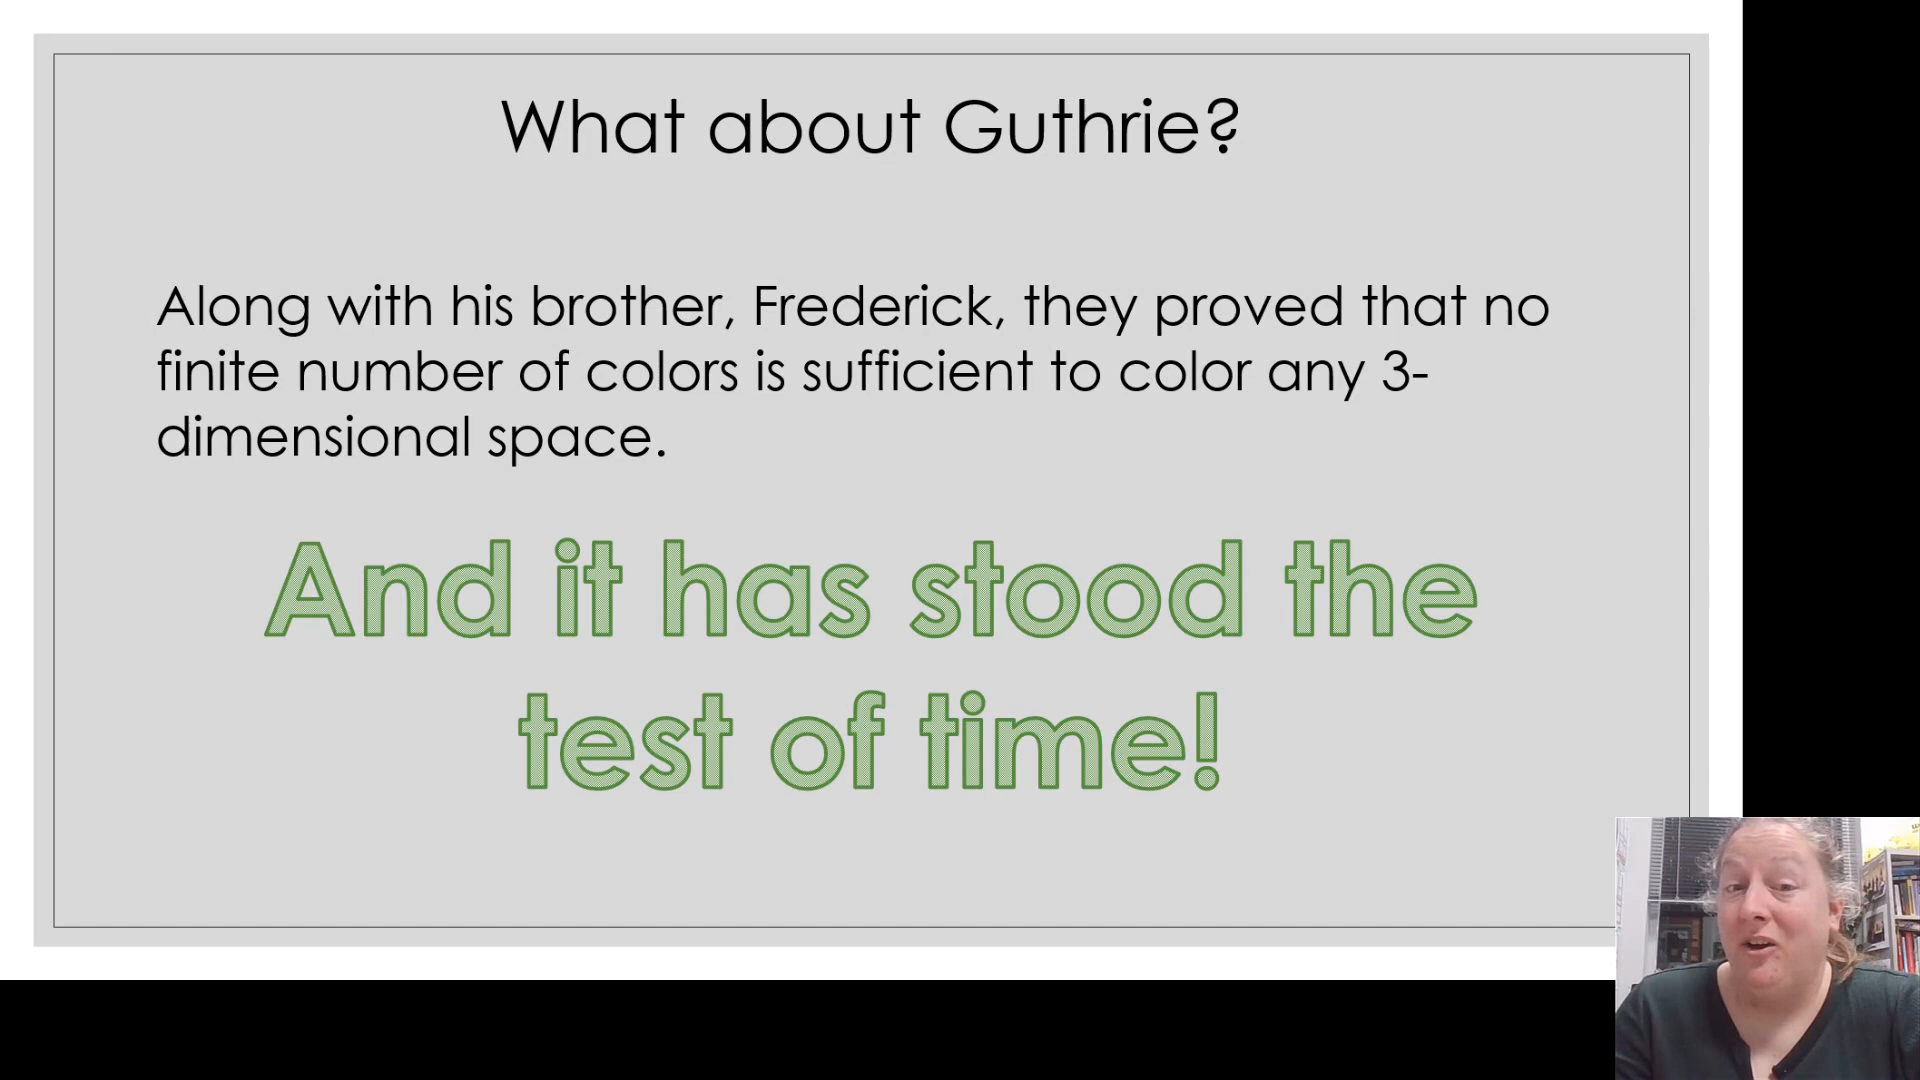 What about Guthrie?
Along with his brother, Frederick, they proved that no
finite number of colors is sufficient to color any 3-
dimensional space.
And it has stood the
test of time!